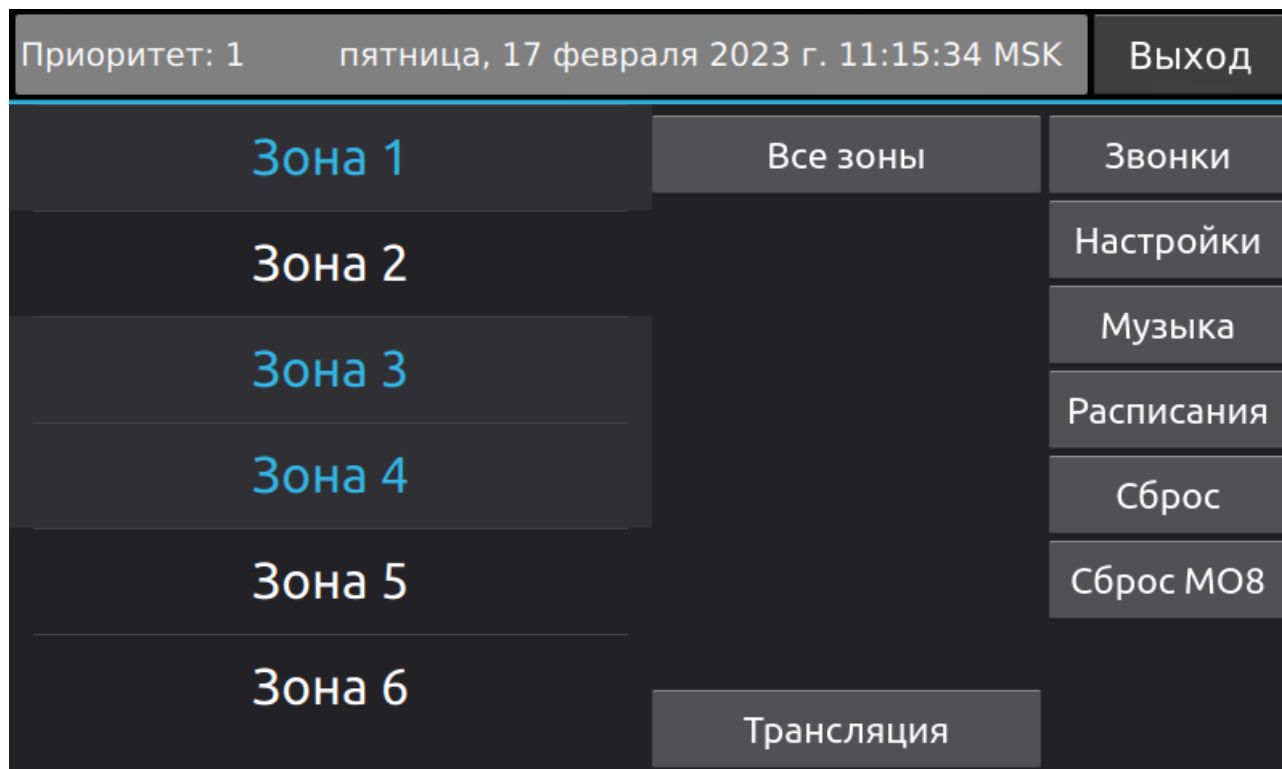 Приоритет: 1 пятница, 17 февраля 2023 г. 11:15:34 MSK Выход
Зона 1
Зона 2
Зона 3
Зона 4
Зона 5
Зона 6
Все зоны
Трансляция
Звонки
Настройки
Музыка
Расписания
Сброс
Сброс МО8